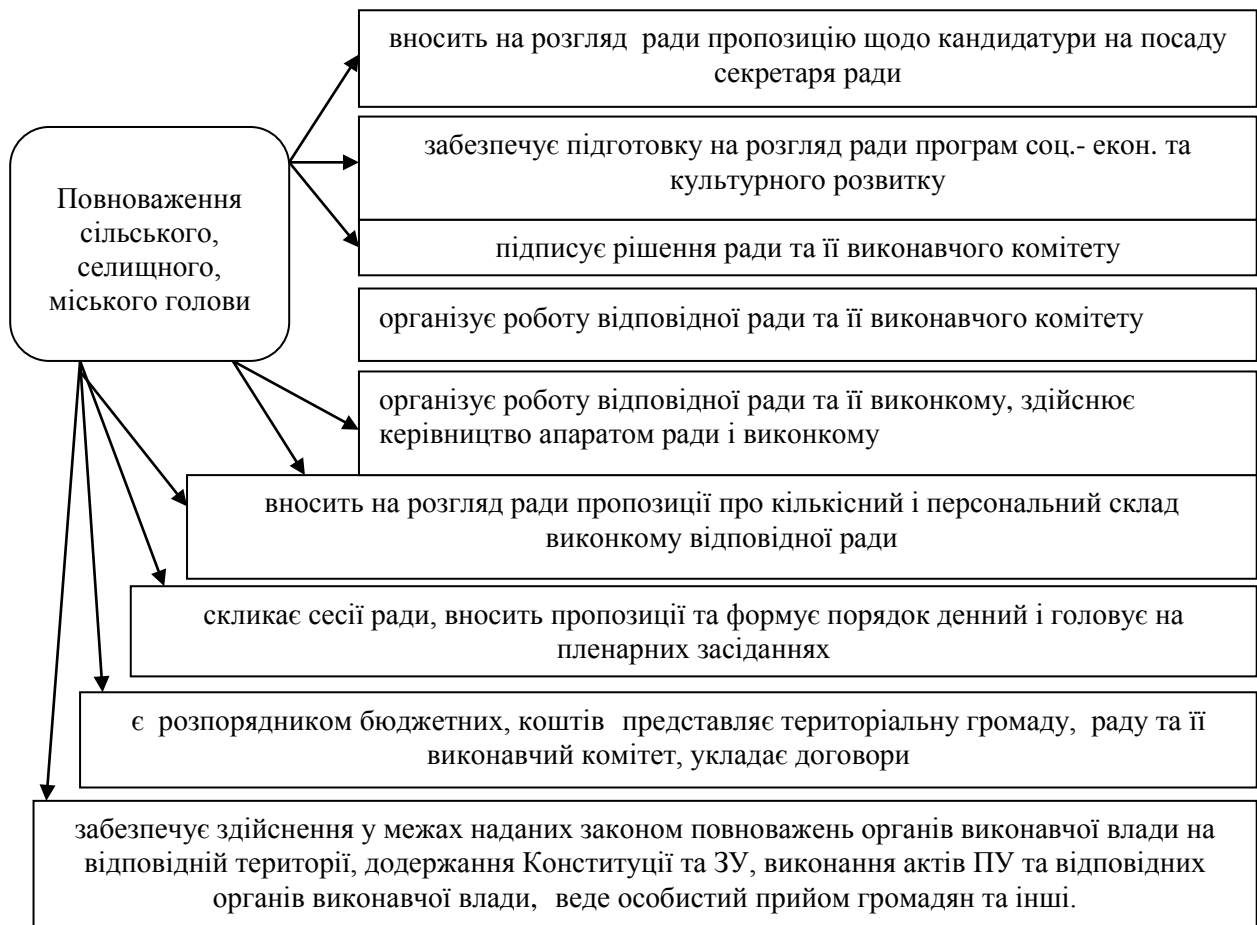 вносить на розгляд ради пропозицію щодо кандидатури на посаду
секретаря ради
забезпечує підготовку на розгляд ради програм соц.- екон. та
культурного розвитку
Повноваження
сільського,
селищного,
міського голови
підписує рішення ради та її виконавчого комітету
організує роботу відповідної ради та її виконавчого комітету
організує роботу відповідної ради та її виконкому, здійснює
керівництво апаратом ради і виконкому
вносить на розгляд ради пропозиції про кількісний і персональний склад
виконкому відповідної ради
скликає сесії ради, вносить пропозиції та формує порядок денний і головує на
пленарних засіданнях
є розпорядником бюджетних, коштів представляє територіальну громаду, раду та її
виконавчий комітет, укладає договори
забезпечує здійснення у межах наданих законом повноважень органів виконавчої влади на
відповідній території, додержання Конституції та ЗУ, виконання актів ПУ та відповідних
органів виконавчої влади, веде особистий прийом громадян та інші.